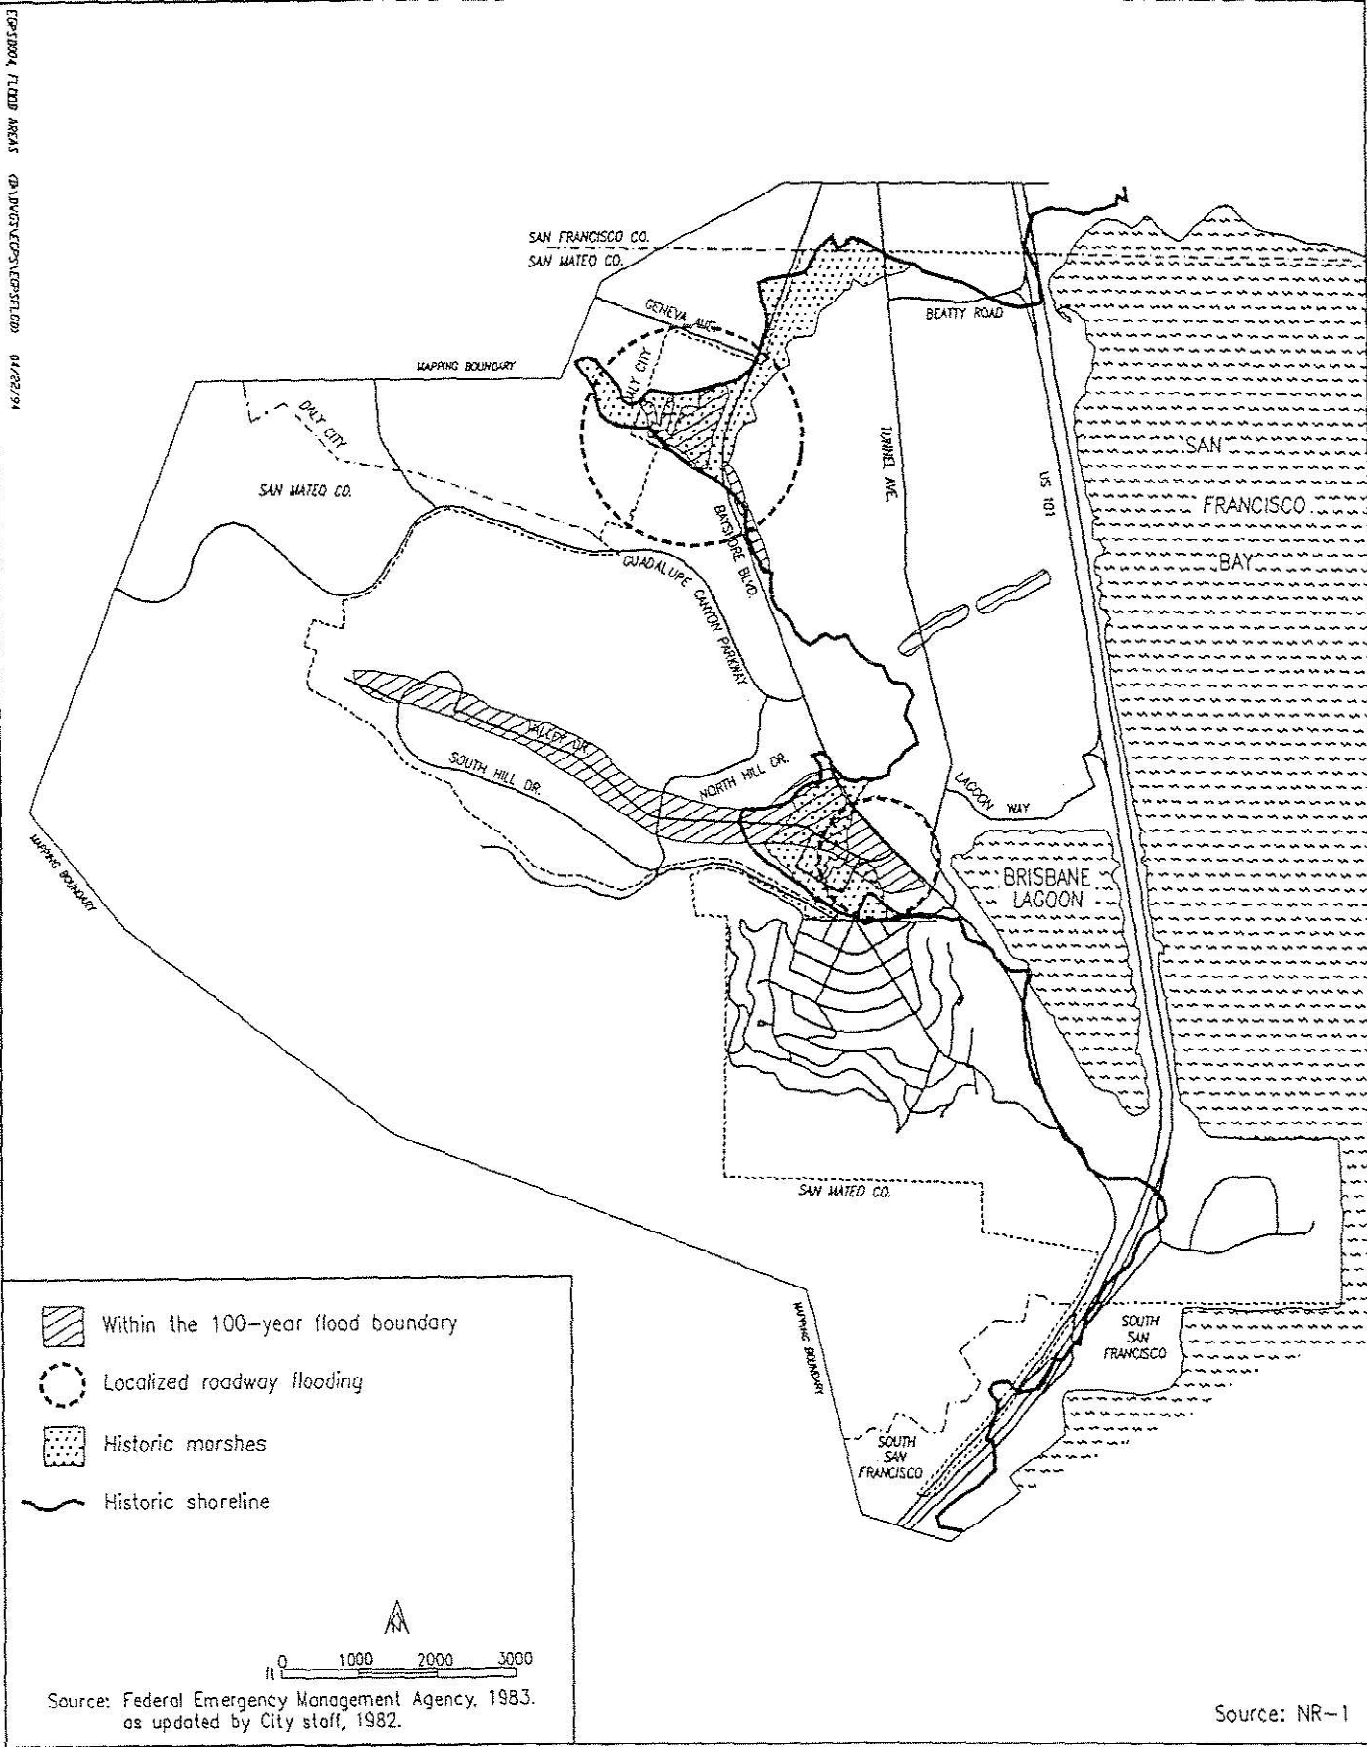 FLOOD AREAS
04/22/94
SAN FRANCISCO CO.
SAN MATEO CO.
GENEVA AVE.
BEATTY ROAD
MAPPING BOUNDARY
DALY CITY
DALY CITY
SAN MATEO CO.
TUNNEL AVE.
US 101
SAN
FRANCISCO
BAY
BAYSHORE BLVD.
GUADALUPE CANYON PARKWAY
VALLEY DR.
SOUTH HILL DR.
NORTH HILL DR.
LAGOON WAY
MAPPING BOUNDARY
BRISBANE
LAGOON
SAN MATEO CO.
MAPPING BOUNDARY
SOUTH
SAN
FRANCISCO
SOUTH
SAN
FRANCISCO
Within the 100-year flood boundary
Localized roadway flooding
Historic marshes
Historic shoreline
0 1000 2000 3000
ft
Source: Federal Emergency Management Agency, 1983.
as updated by City staff, 1982.
Source: NR-1